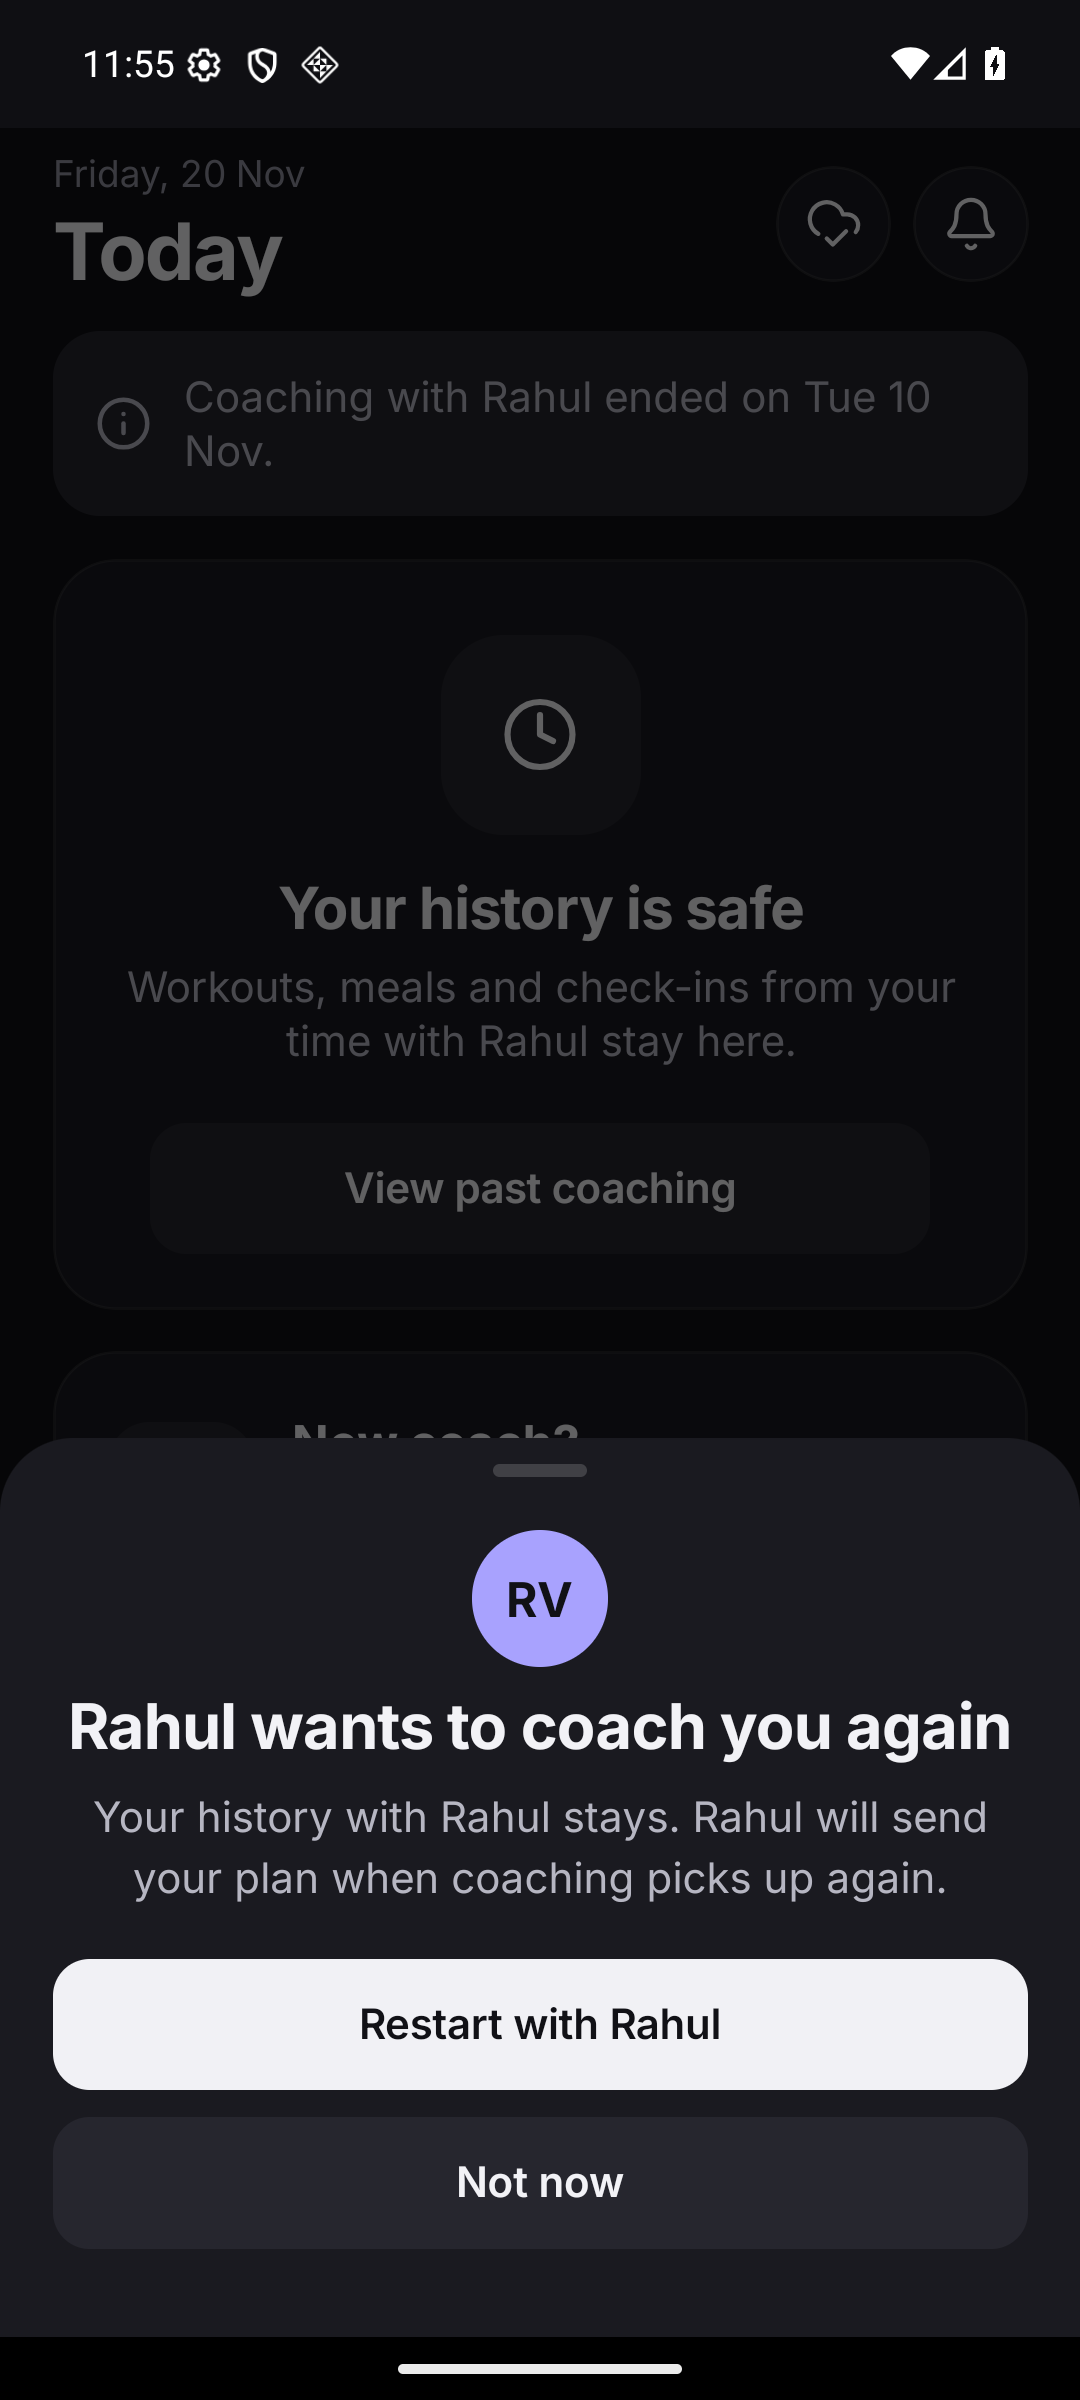 11:55
Friday, 20 Nov
Today
Coaching with Rahul ended on Tue 10
Nov.
Your history is safe
Workouts, meals and check-ins from your
time with Rahul stay here.
View past coaching
New coach?
RV
Rahul wants to coach you again
Your history with Rahul stays. Rahul will send
your plan when coaching picks up again.
Restart with Rahul
Not now